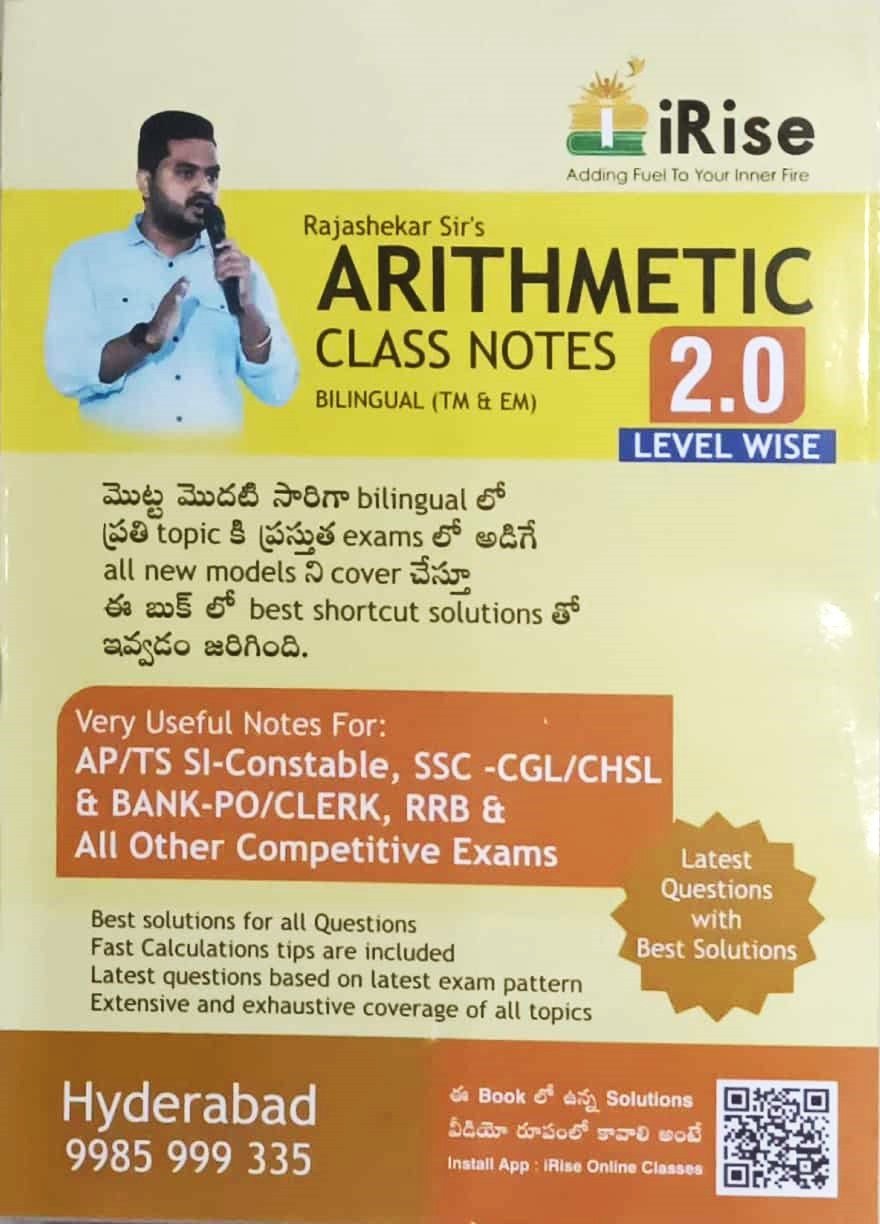 iRise
Adding Fuel To Your Inner Fire
Rajashekar Sir's
ARITHMETIC
CLASS NOTES
2.0
BILINGUAL (TM & EM)
LEVEL WISE
మొట్ట మొదటి సారిగా bilingual లో
ప్రతి topic కి ప్రస్తుత exams లో అడిగే
all new models ని cover చేస్తూ
ఈ బుక్ లో best shortcut solutions తో
ఇవ్వడం జరిగింది.
Very Useful Notes For:
AP/TS SI-Constable, SSC -CGL/CHSL
& BANK-PO/CLERK, RRB &
All Other Competitive Exams
Latest
Questions
with
Best Solutions
Best solutions for all Questions
Fast Calculations tips are included
Latest questions based on latest exam pattern
Extensive and exhaustive coverage of all topics
Hyderabad
9985 999 335
ఈ Book లో ఉన్న Solutions
వీడియో రూపంలో కావాలి అంటే
Install App : iRise Online Classes